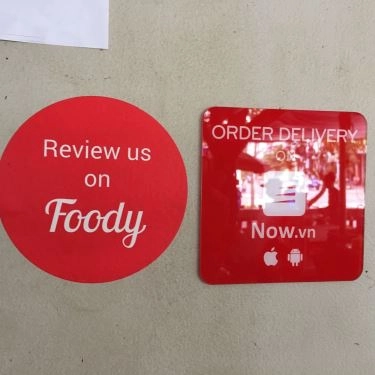 Review us
on
Foody
ORDER DELIVERY
ON
Now.vn